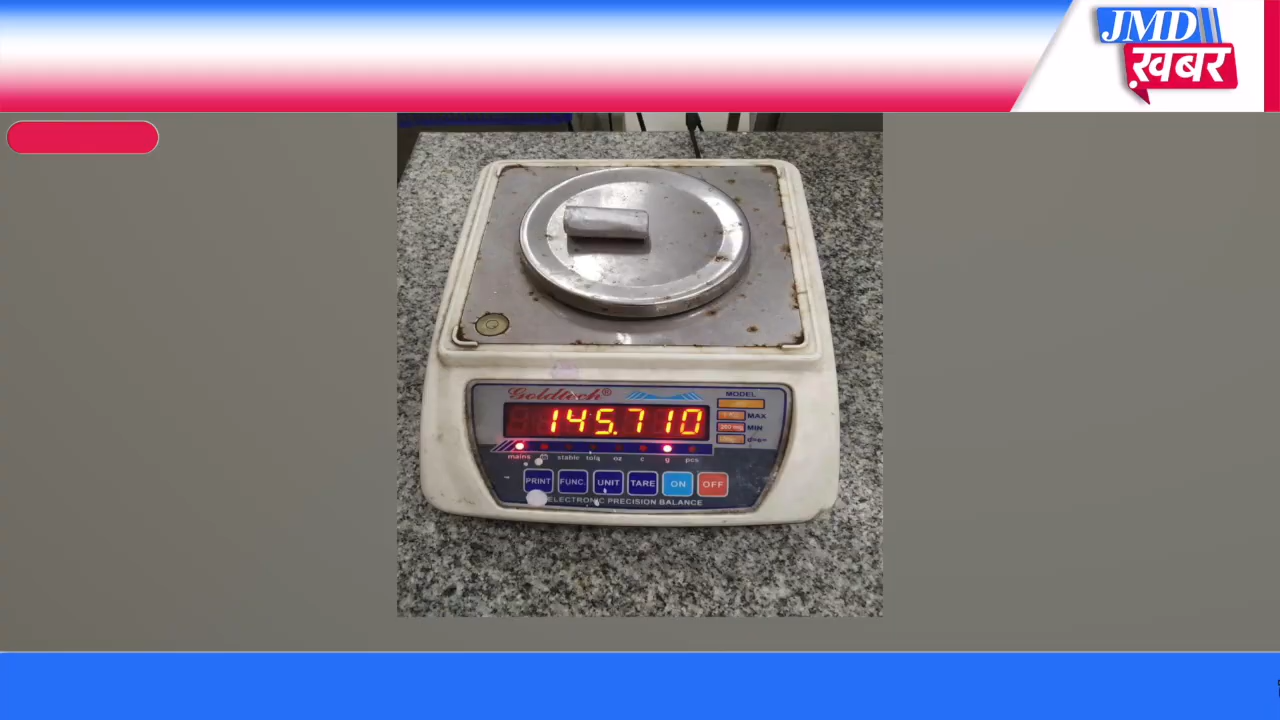 JMD
ख़बर
Goldtech®
MODEL
145.710
MAX
MIN
mains
stable tola oz c g pcs
PRINT FUNC. UNIT TARE ON OFF
ELECTRONIC PRECISION BALANCE